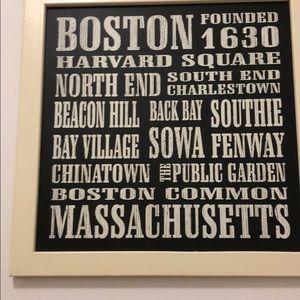 BOSTON FOUNDED 1630
HARVARD SQUARE
NORTH END SOUTH END CHARLESTOWN
BEACON HILL BACK BAY SOUTHIE
BAY VILLAGE SOWA FENWAY
CHINATOWN THE PUBLIC GARDEN
BOSTON COMMON
MASSACHUSETTS